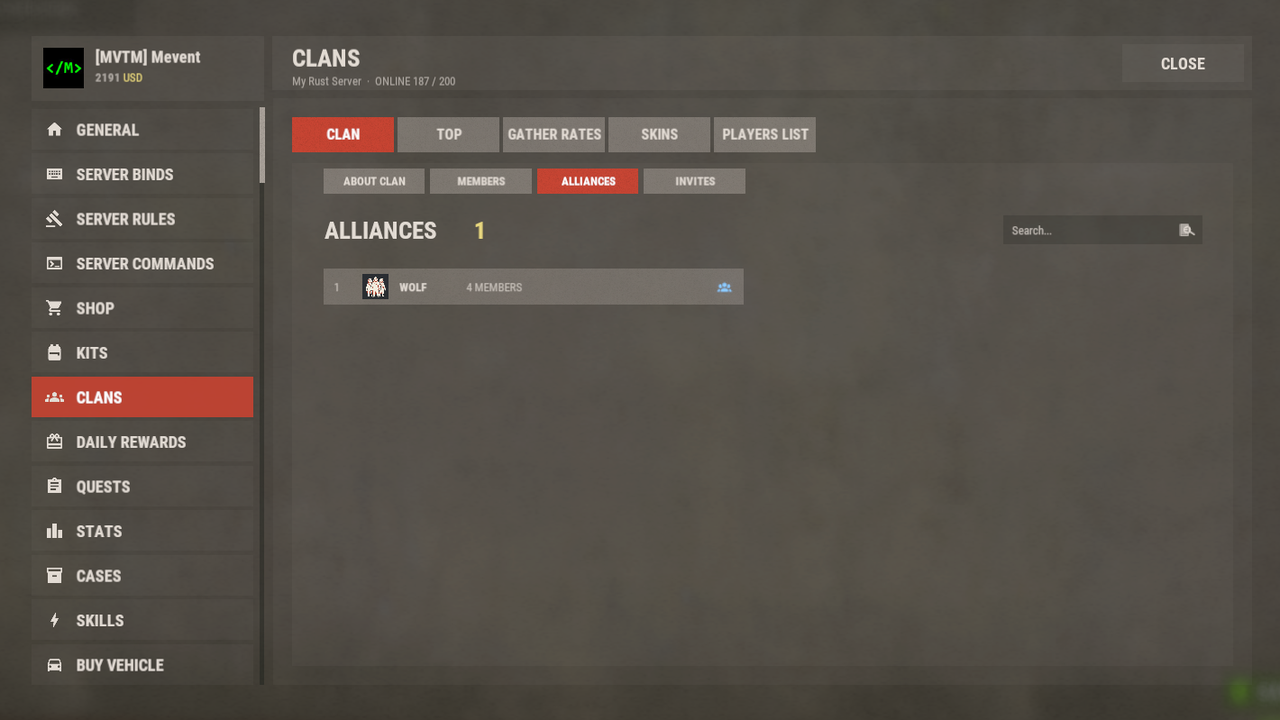 </M>
[MVTM] Mevent
2191 USD
GENERAL
SERVER BINDS
SERVER RULES
SERVER COMMANDS
SHOP
KITS
CLANS
DAILY REWARDS
QUESTS
STATS
CASES
SKILLS
BUY VEHICLE
CLANS
My Rust Server · ONLINE 187 / 200
CLOSE
CLAN TOP GATHER RATES SKINS PLAYERS LIST
ABOUT CLAN MEMBERS ALLIANCES INVITES
ALLIANCES 1
Search...
1 WOLF 4 MEMBERS